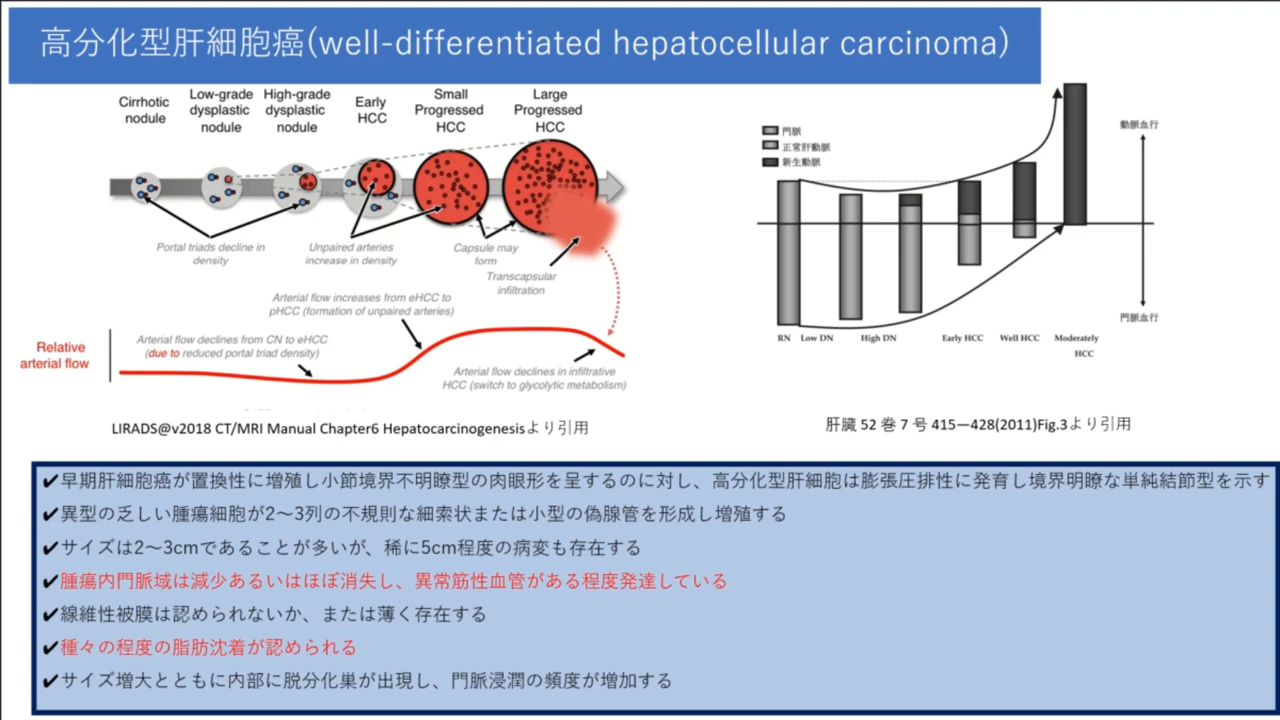 高分化型肝細胞癌(well-differentiated hepatocellular carcinoma)
Cirrhotic
nodule
Low-grade
dysplastic
nodule
High-grade
dysplastic
nodule
Early
HCC
Small
Progressed
HCC
Large
Progressed
HCC
Portal triads decline in
density
Unpaired arteries
increase in density
Capsule may
form
Transcapsular
infiltration
Arterial flow increases from eHCC to
pHCC (formation of unpaired arteries)
Relative
arterial flow
Arterial flow declines from CN to eHCC
(due to reduced portal triad density)
Arterial flow declines in infiltrative
HCC (switch to glycolytic metabolism)
LIRADS@v2018 CT/MRI Manual Chapter6 Hepatocarcinogenesisより引用
門脈
正常肝動脈
新生動脈
動脈血行
門脈血行
RN
Low DN
High DN
Early HCC
Well HCC
Moderately
HCC
肝臓 52 巻 7 号 415―428(2011)Fig.3より引用
✔早期肝細胞癌が置換性に増殖し小節境界不明瞭型の肉眼形を呈するのに対し、高分化型肝細胞は膨張圧排性に発育し境界明瞭な単純結節型を示す
✔異型の乏しい腫瘍細胞が2～3列の不規則な細索状または小型の偽腺管を形成し増殖する
✔サイズは2～3cmであることが多いが、稀に5cm程度の病変も存在する
✔腫瘍内門脈域は減少あるいはほぼ消失し、異常筋性血管がある程度発達している
✔線維性被膜は認められないか、または薄く存在する
✔種々の程度の脂肪沈着が認められる
✔サイズ増大とともに内部に脱分化巣が出現し、門脈浸潤の頻度が増加する